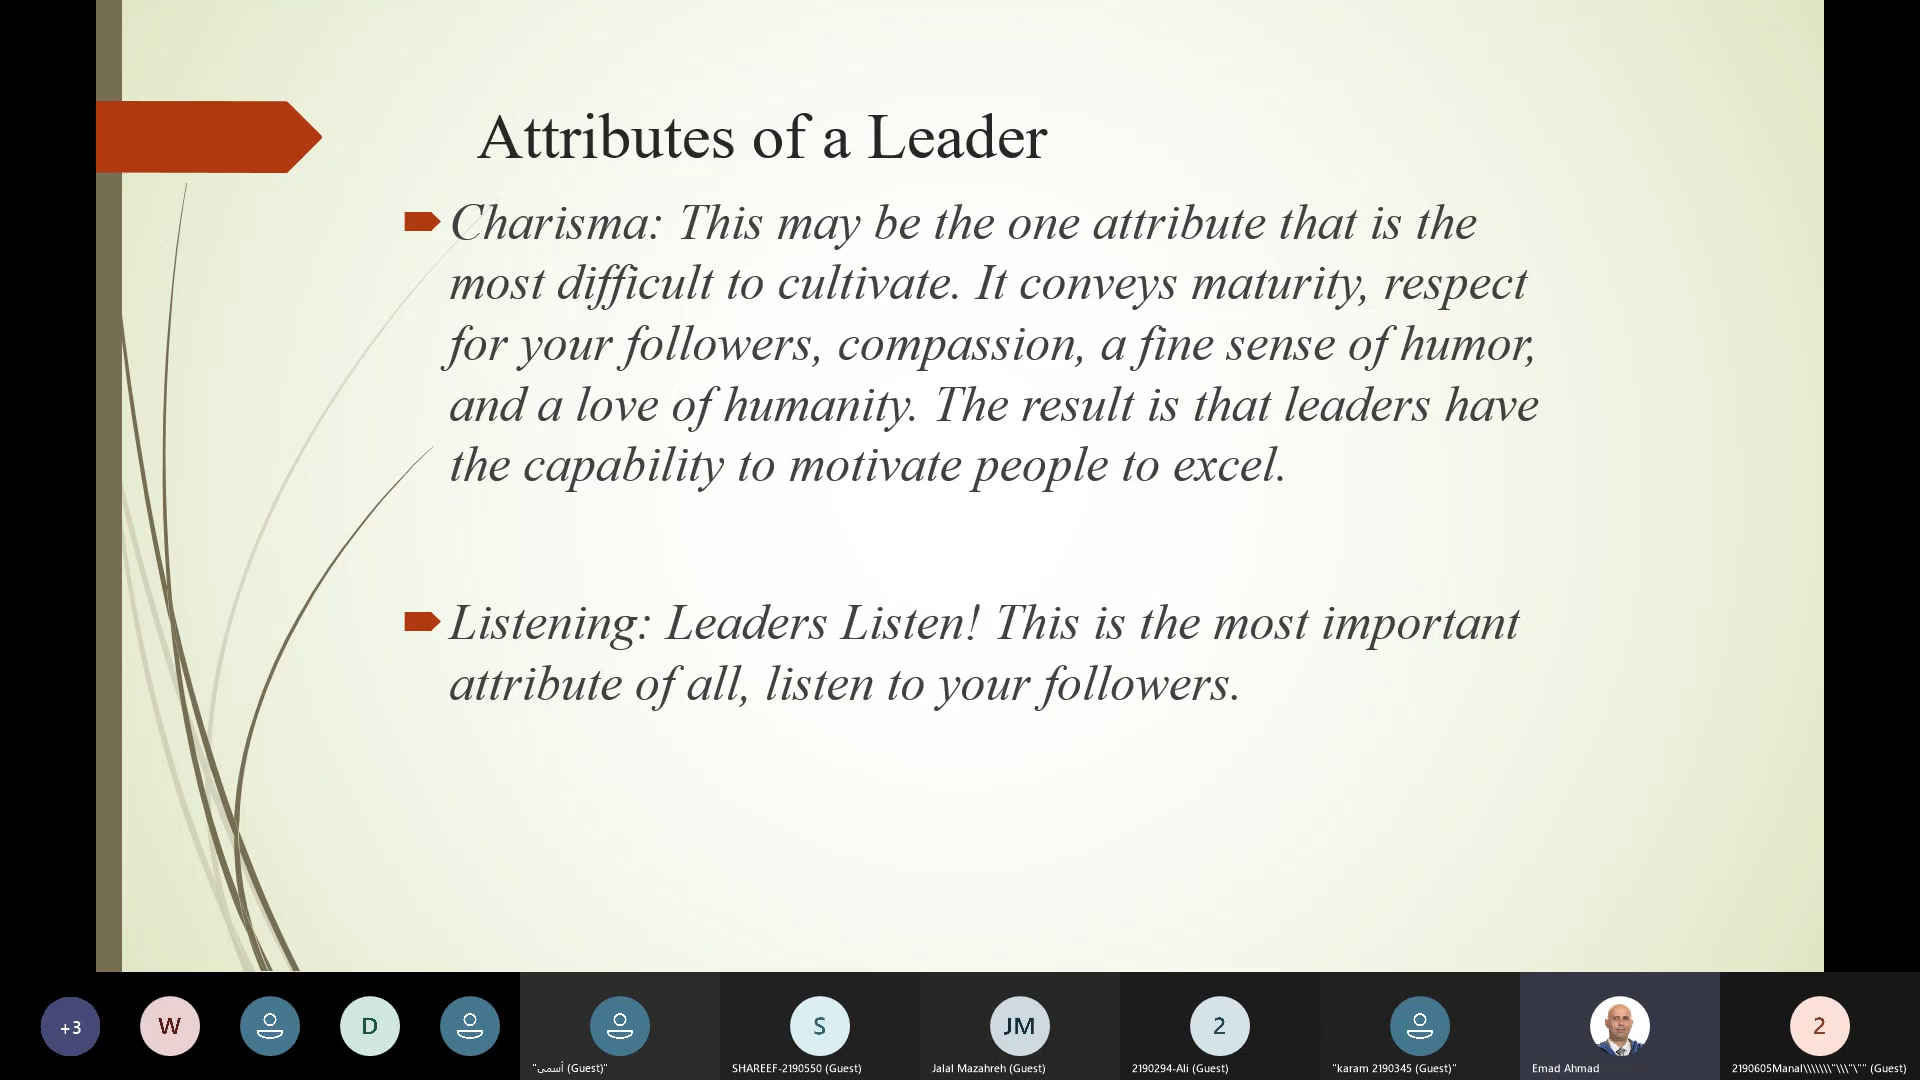 Attributes of a Leader
Charisma: This may be the one attribute that is the
most difficult to cultivate. It conveys maturity, respect
for your followers, compassion, a fine sense of humor,
and a love of humanity. The result is that leaders have
the capability to motivate people to excel.
Listening: Leaders Listen! This is the most important
attribute of all, listen to your followers.
+3
W
D
S
JM
2
2
"أسمى (Guest)"
SHAREEF-2190550 (Guest)
Jalal Mazahreh (Guest)
2190294-Ali (Guest)
"karam 2190345 (Guest)"
Emad Ahmad
2190605Manal\\\\\\\"\\\"\"" (Guest)